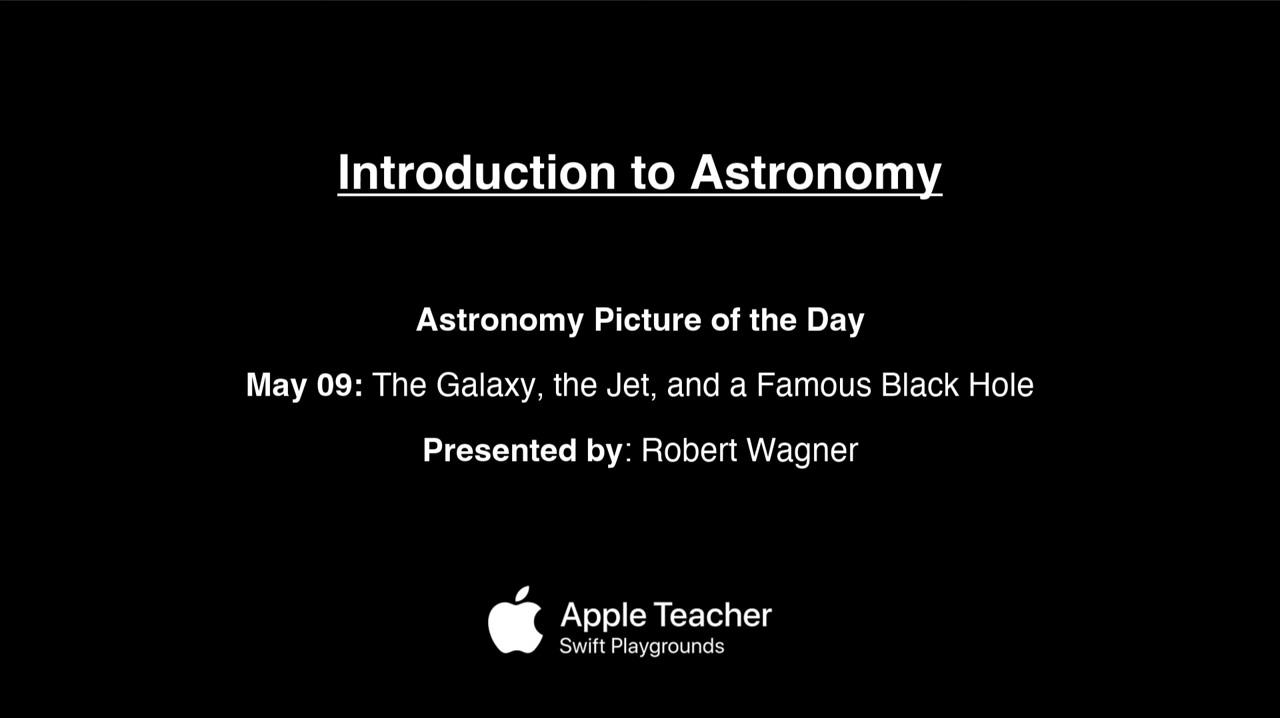 Introduction to Astronomy
Astronomy Picture of the Day
May 09: The Galaxy, the Jet, and a Famous Black Hole
Presented by: Robert Wagner
Apple Teacher
Swift Playgrounds